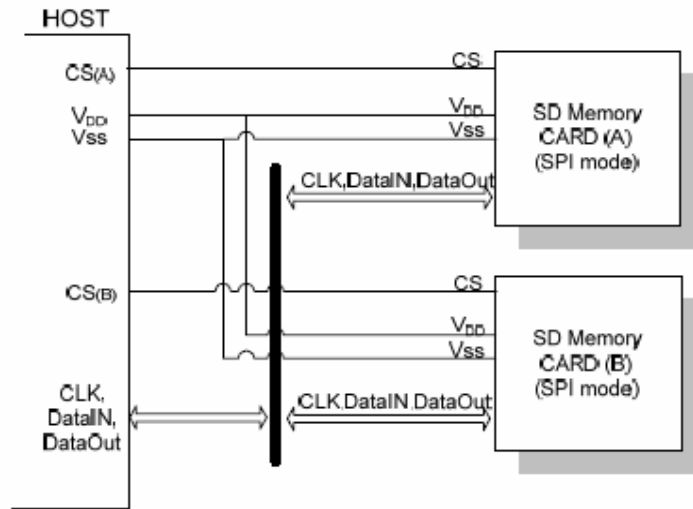 HOST
CS(A)
VDD
Vss
CS(B)
CLK,
DataIN,
DataOut
CS
VDD
Vss
CLK,DataIN,DataOut
SD Memory
CARD (A)
(SPI mode)
CS
VDD
Vss
CLK,DataIN,DataOut
SD Memory
CARD (B)
(SPI mode)